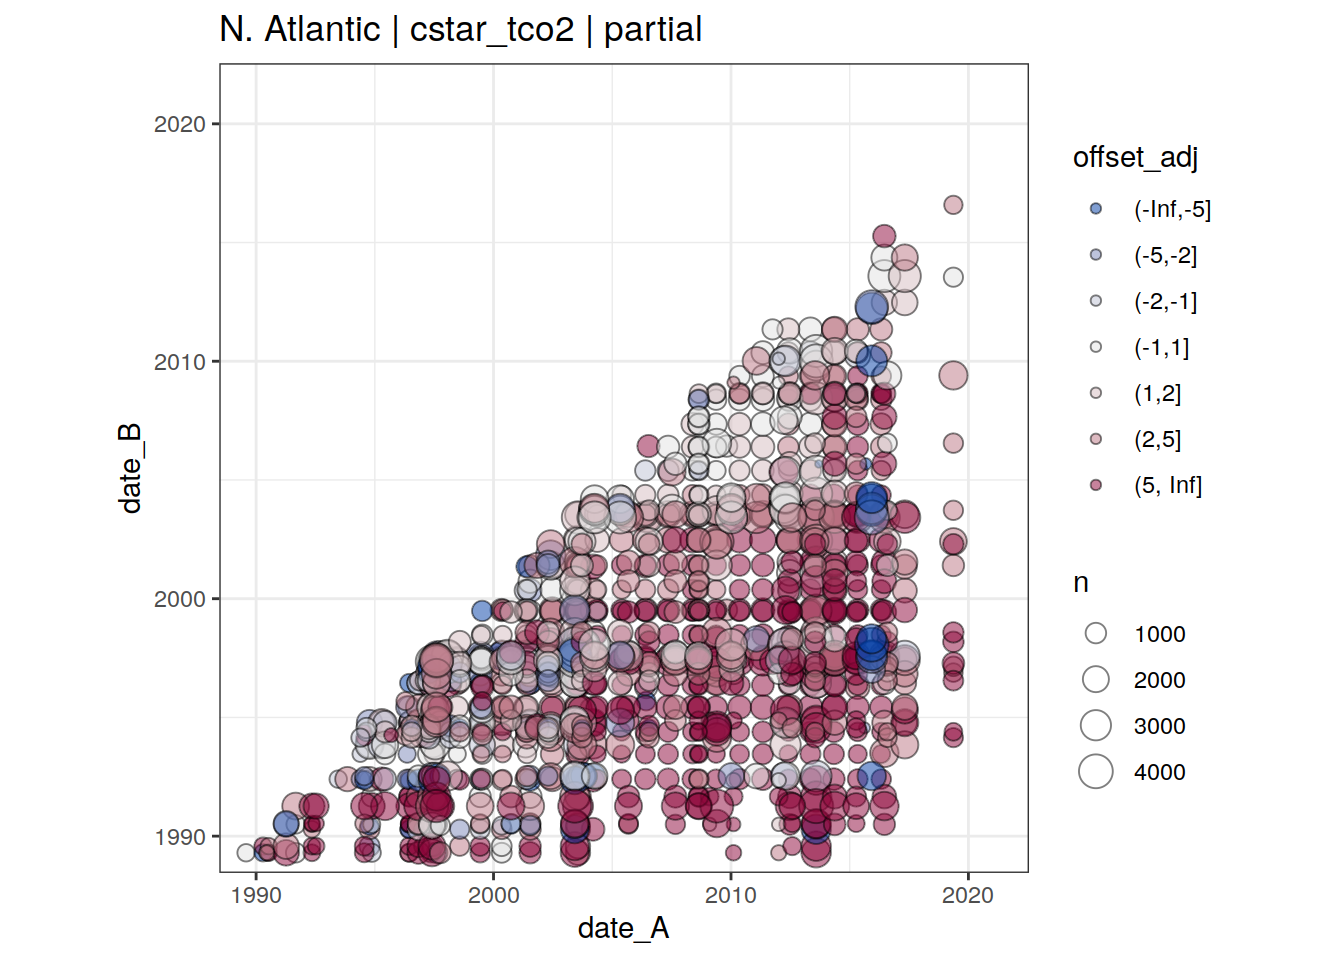 N. Atlantic | cstar_tco2 | partial
2020
2010
2000
1990
date_B
1990
2000
2010
2020
date_A
offset_adj
(-Inf,-5]
(-5,-2]
(-2,-1]
(-1,1]
(1,2]
(2,5]
(5, Inf]
n
1000
2000
3000
4000